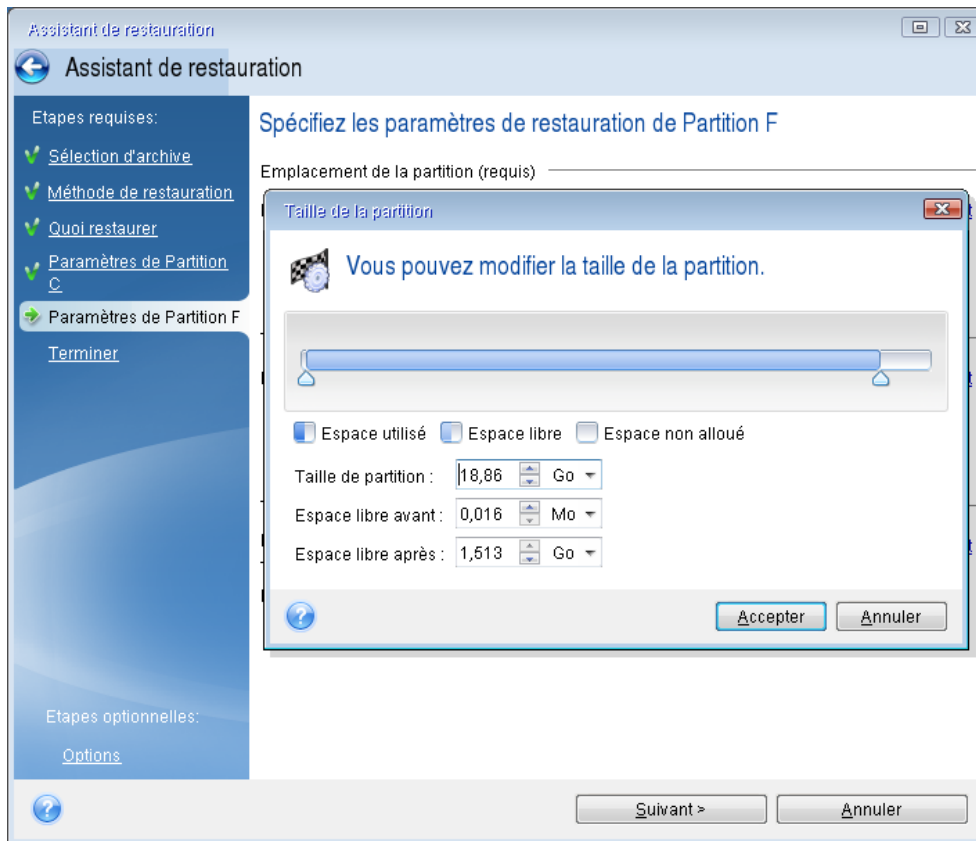 Assistant de restauration
Assistant de restauration
Etapes requises:
Sélection d'archive
Méthode de restauration
Quoi restaurer
Paramètres de Partition
C
Paramètres de Partition F
Terminer
Etapes optionnelles:
Options
Spécifiez les paramètres de restauration de Partition F
Emplacement de la partition (requis)
Taille de la partition
Vous pouvez modifier la taille de la partition.
Espace utilisé Espace libre Espace non alloué
Taille de partition : 18,86 Go
Espace libre avant : 0,016 Mo
Espace libre après : 1,513 Go
Accepter Annuler
Suivant > Annuler